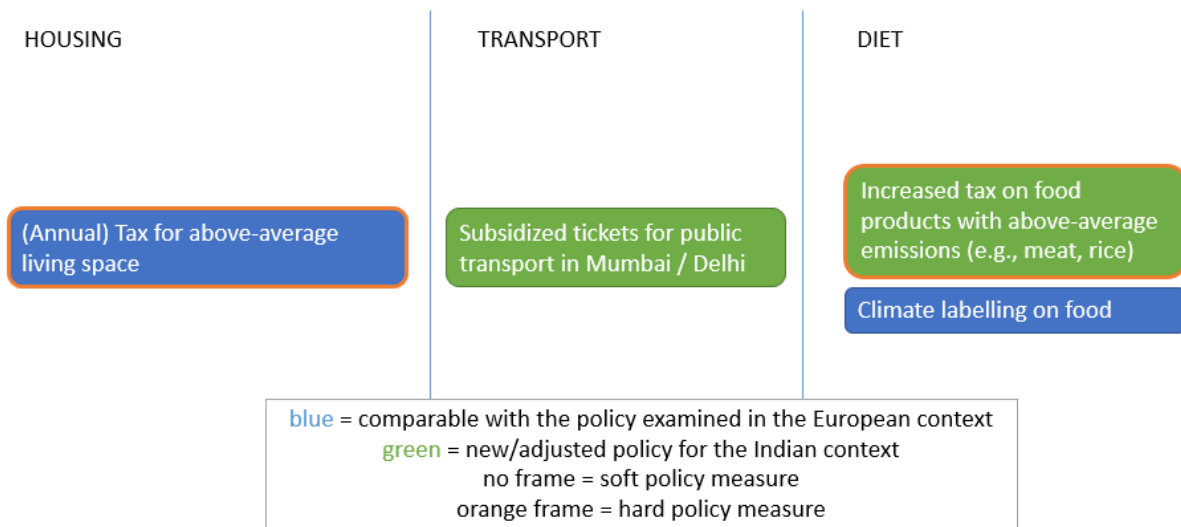 HOUSING
TRANSPORT
DIET
(Annual) Tax for above-average
living space
Subsidized tickets for public
transport in Mumbai / Delhi
Increased tax on food
products with above-average
emissions (e.g., meat, rice)
Climate labelling on food
blue = comparable with the policy examined in the European context
green = new/adjusted policy for the Indian context
no frame = soft policy measure
orange frame = hard policy measure